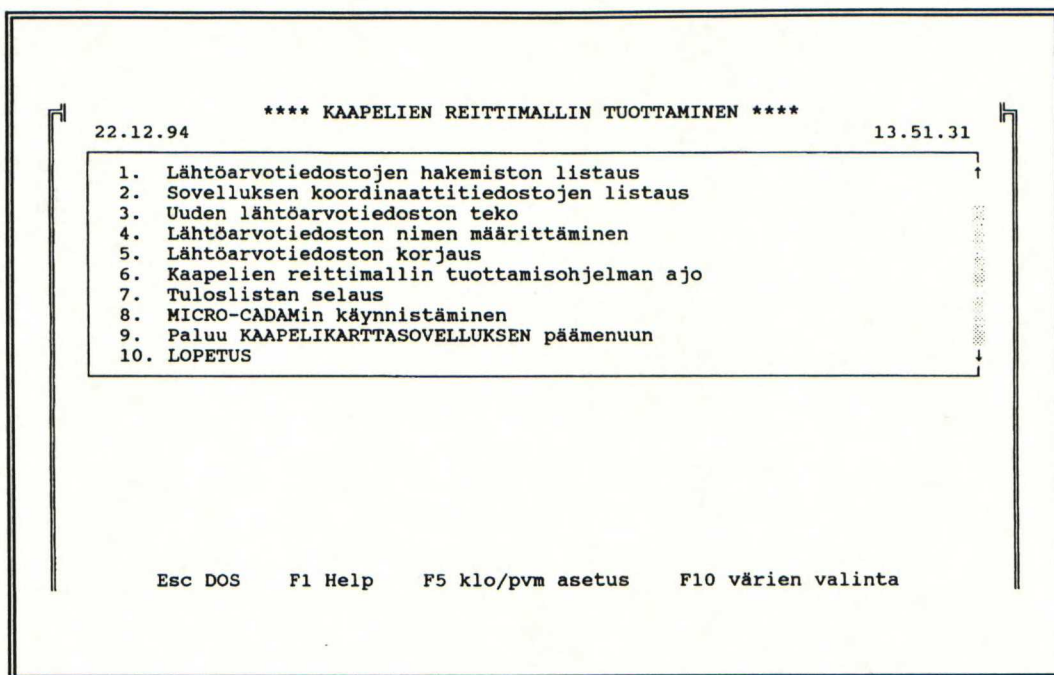 **** KAAPELIEN REITTIMALLIN TUOTTAMINEN ****
22.12.94 13.51.31
1. Lähtöarvotiedostojen hakemiston listaus
2. Sovelluksen koordinaattitiedostojen listaus
3. Uuden lähtöarvotiedoston teko
4. Lähtöarvotiedoston nimen määrittäminen
5. Lähtöarvotiedoston korjaus
6. Kaapelien reittimallin tuottamisohjelman ajo
7. Tuloslistan selaus
8. MICRO-CADAMin käynnistäminen
9. Paluu KAAPELIKARTTASOVELLUKSEN päämenuun
10. LOPETUS
Esc DOS F1 Help F5 klo/pvm asetus F10 värien valinta